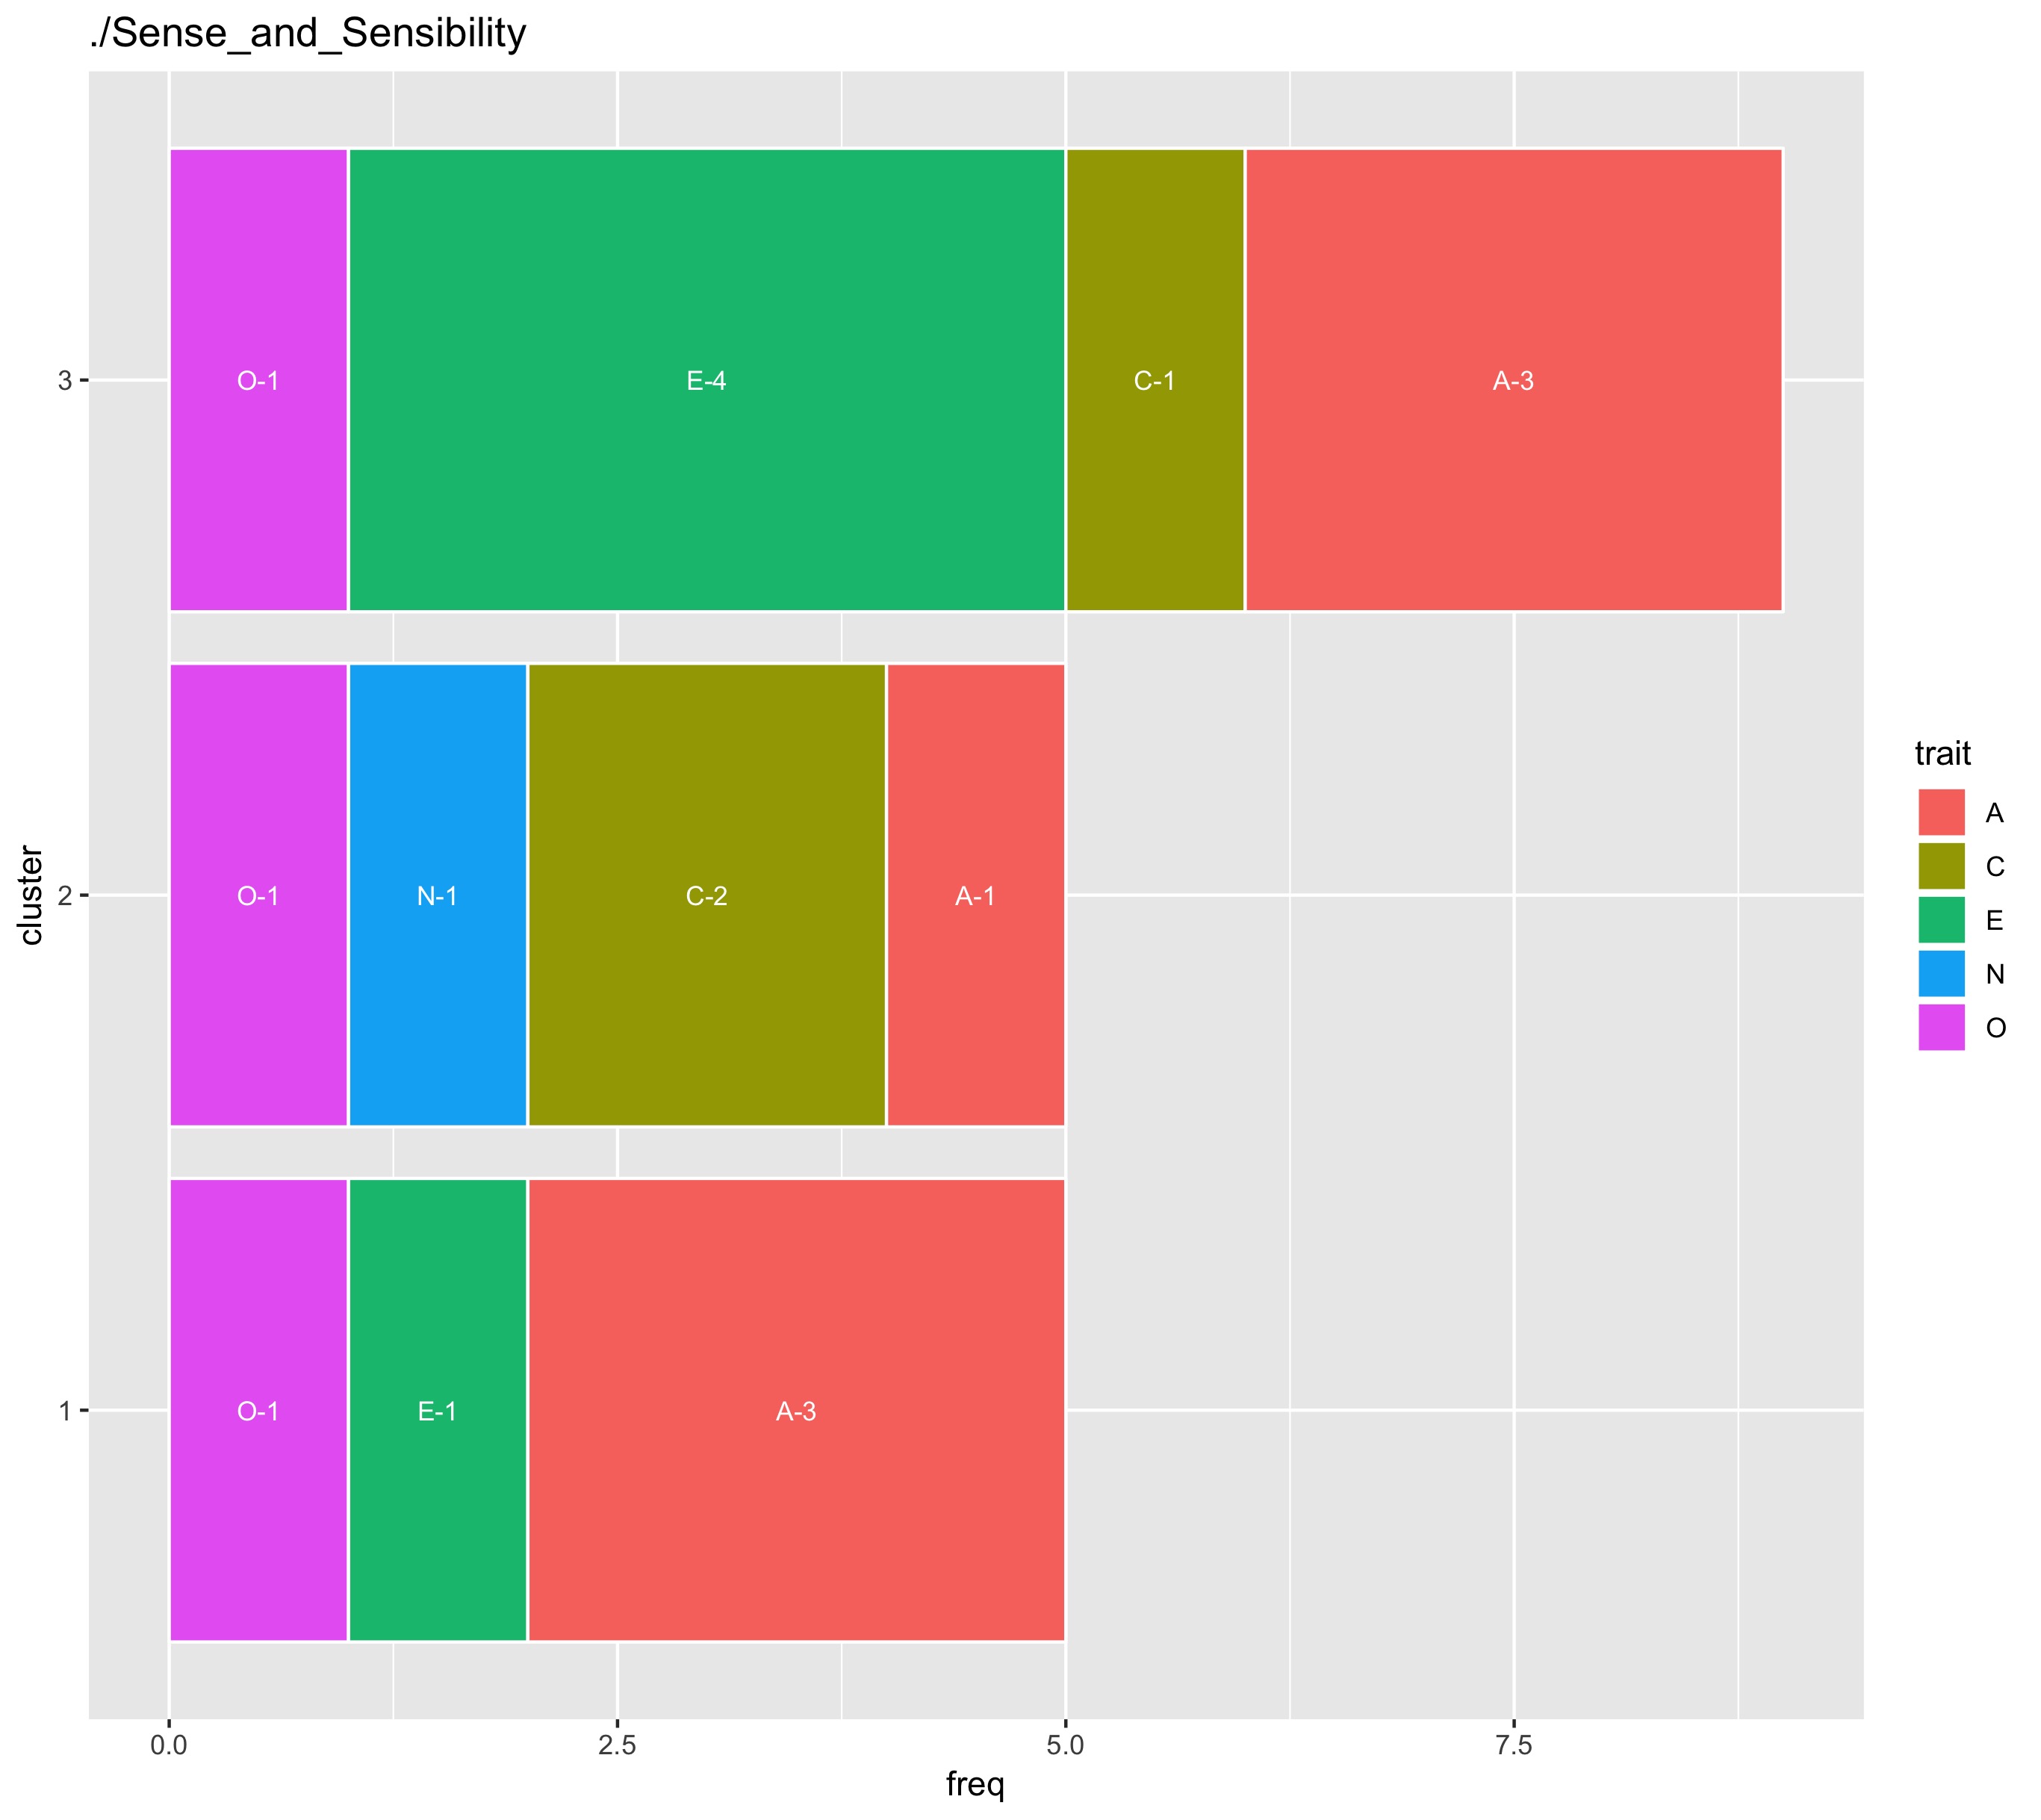 ./Sense_and_Sensibility
cluster
3
O-1 E-4 C-1 A-3
2
O-1 N-1 C-2 A-1
1
O-1 E-1 A-3
0.0 2.5 5.0 7.5
freq
trait
A
C
E
N
O